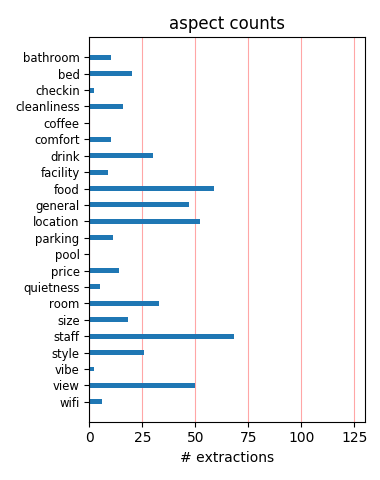 aspect counts
bathroom
bed
checkin
cleanliness
coffee
comfort
drink
facility
food
general
location
parking
pool
price
quietness
room
size
staff
style
vibe
view
wifi
0 25 50 75 100 125
# extractions